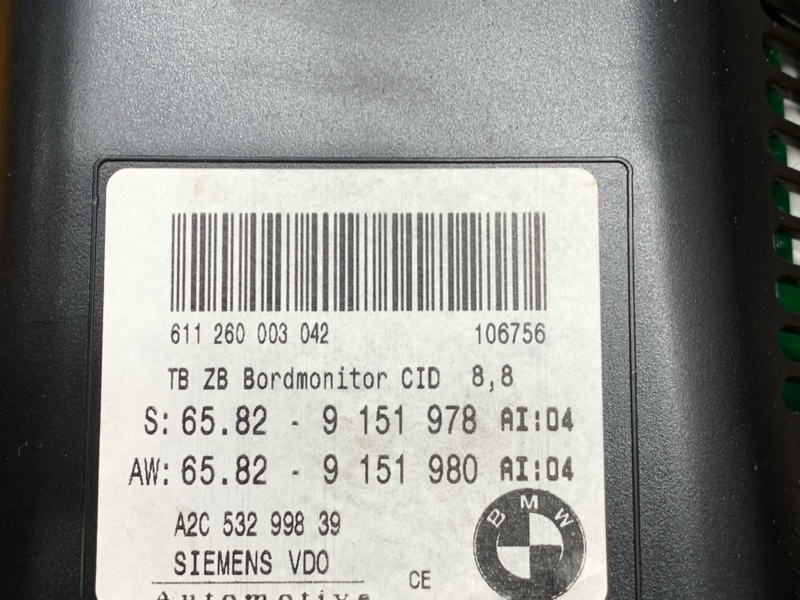 611 260 003 042 106756
TB ZB Bordmonitor CID 8,8
S: 65.82 - 9 151 978 AI:04
AW: 65.82 - 9 151 980 AI:04
A2C 532 998 39
SIEMENS VDO
Automotive
CE
BMW